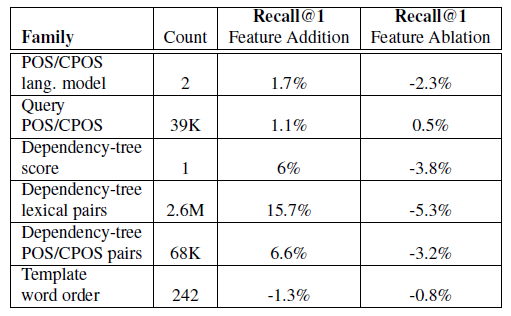 Recall@1 Recall@1
Family Count Feature Addition Feature Ablation
POS/CPOS
lang. model 2 1.7% -2.3%
Query
POS/CPOS 39K 1.1% 0.5%
Dependency-tree
score 1 6% -3.8%
Dependency-tree
lexical pairs 2.6M 15.7% -5.3%
Dependency-tree
POS/CPOS pairs 68K 6.6% -3.2%
Template
word order 242 -1.3% -0.8%